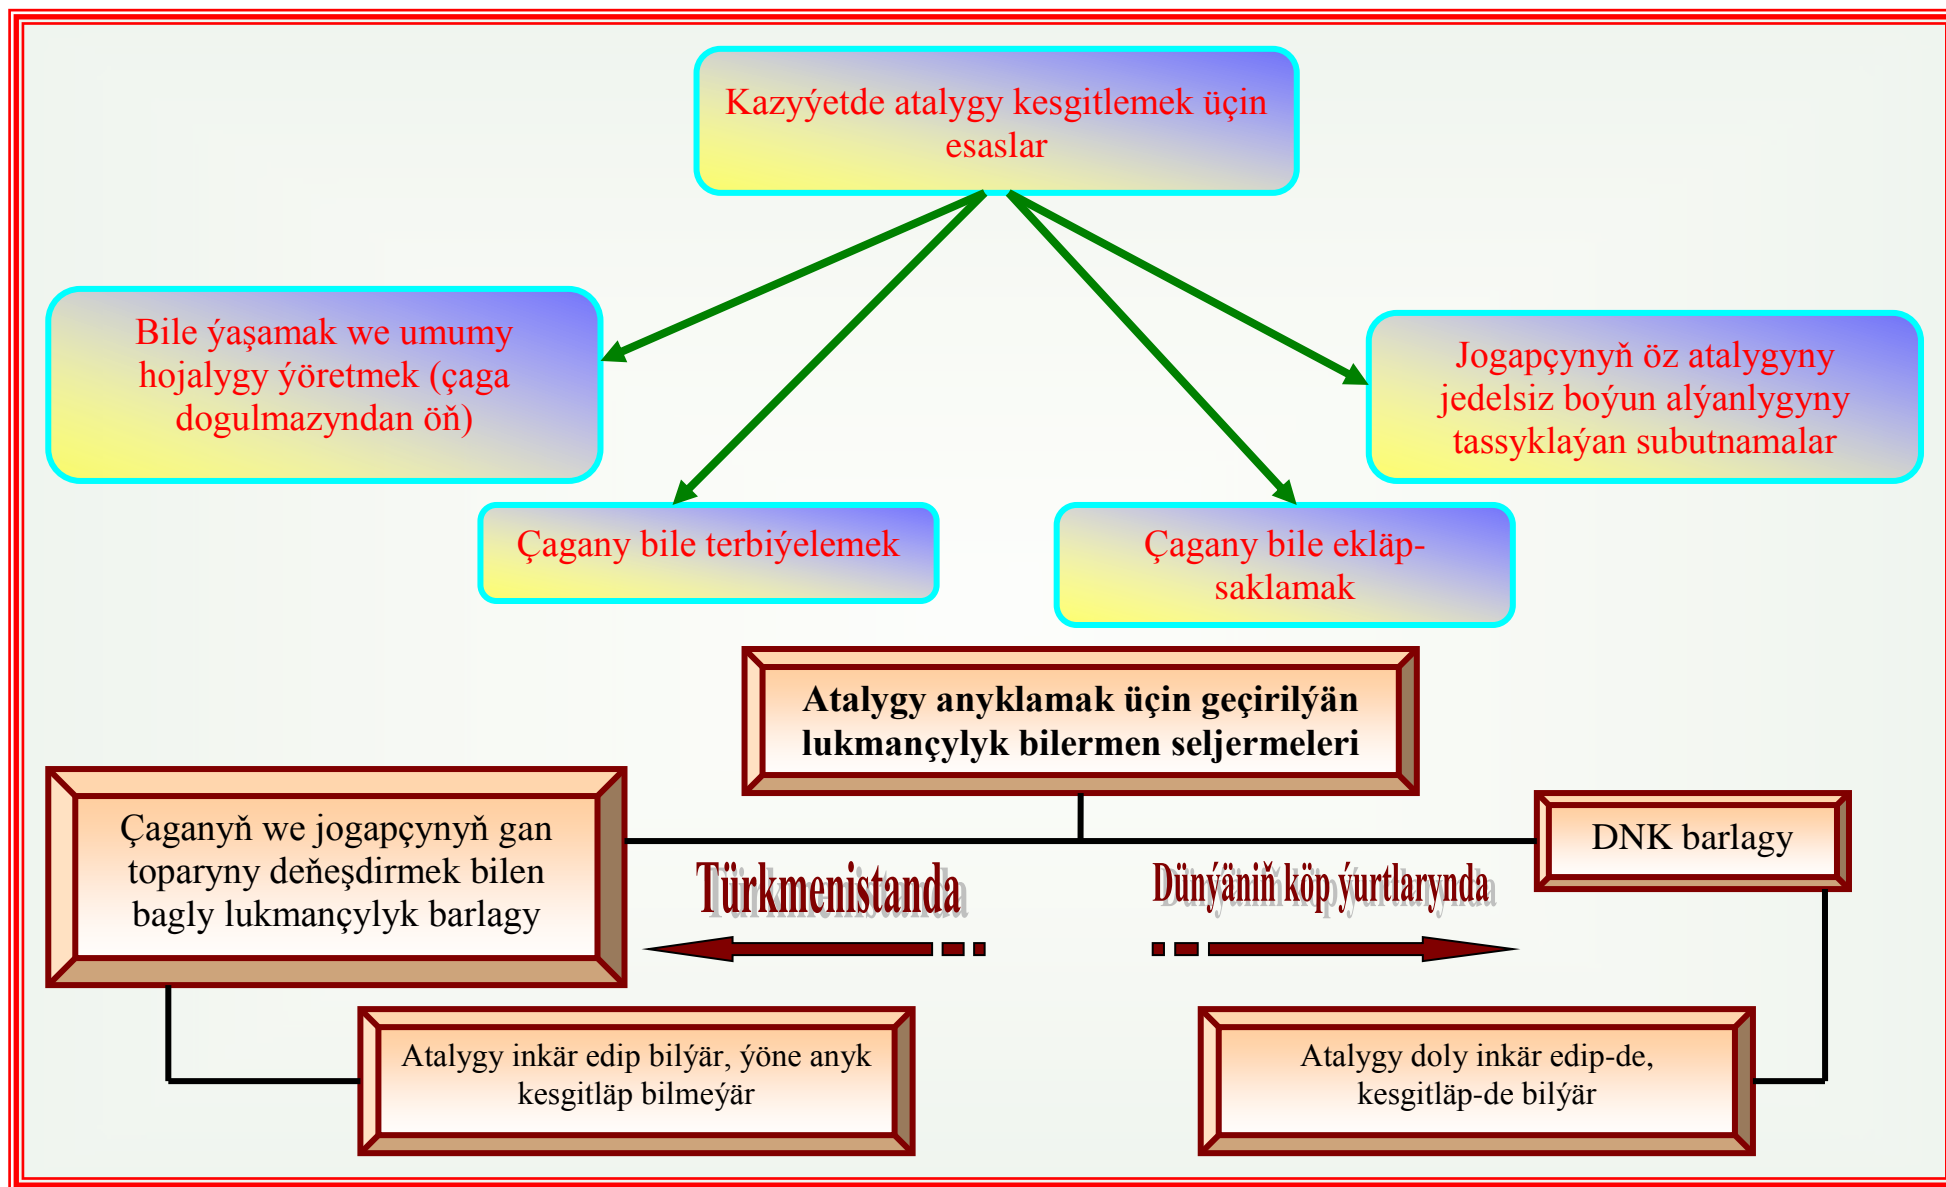 Kazyýetde atalygy kesgitlemek üçin
esaslar
Bile ýaşamak we umumy
hojalygy ýöretmek (çaga
dogulmazyndan öň)
Jogapçynyň öz atalygyny
jedelsiz boýun alýanlygyny
tassyklaýan subutnamalar
Çagany bile terbiýelemek
Çagany bile ekläp-
saklamak
Atalygy anyklamak üçin geçirilýän
lukmançylyk bilermen seljermeleri
Çaganyň we jogapçynyň gan
toparyny deňeşdirmek bilen
bagly lukmançylyk barlagy
DNK barlagy
Türkmenistanda
Dünýäniň köp ýurtlarynda
Atalygy inkär edip bilýär, ýöne anyk
kesgitläp bilmeýär
Atalygy doly inkär edip-de,
kesgitläp-de bilýär